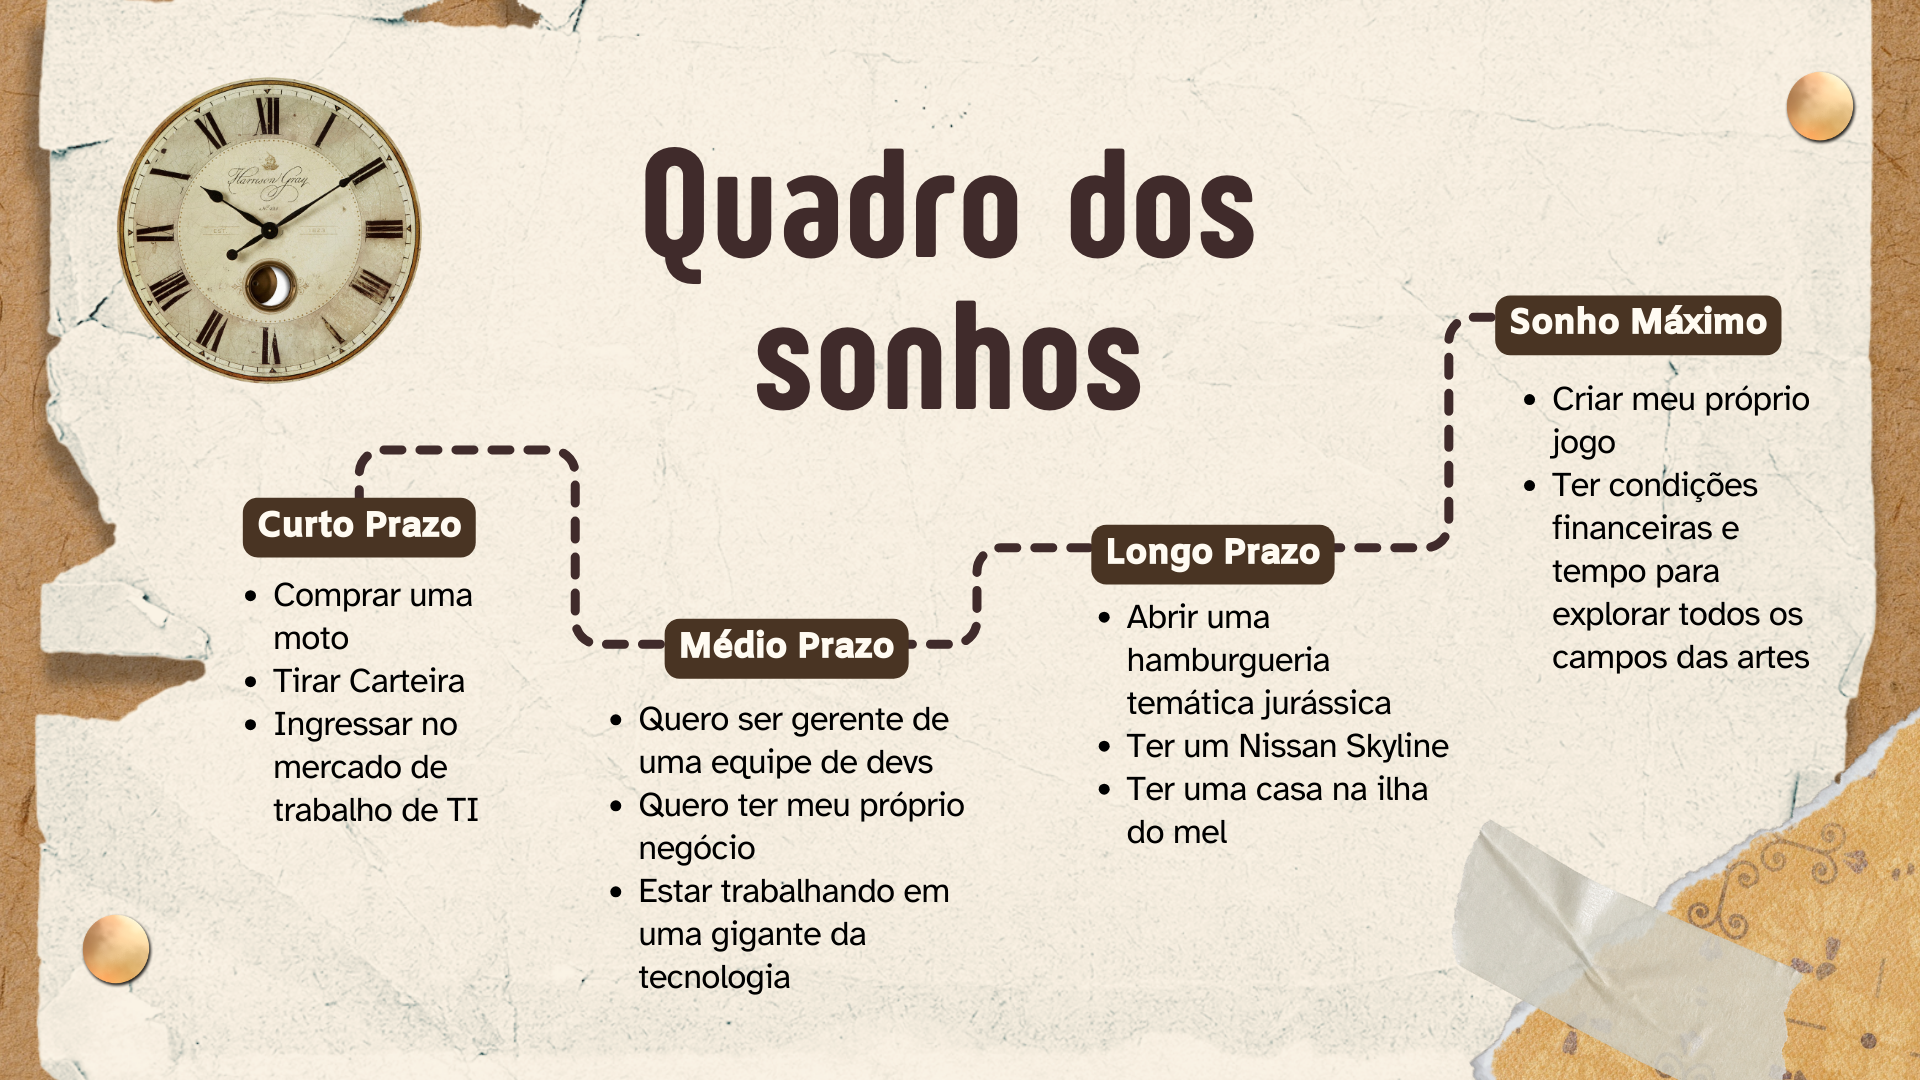 Harrison Gray
Quadro dos
sonhos
Curto Prazo
Comprar uma
moto
Tirar Carteira
Ingressar no
mercado de
trabalho de TI
Médio Prazo
Quero ser gerente de
uma equipe de devs
Quero ter meu próprio
negócio
Estar trabalhando em
uma gigante da
tecnologia
Longo Prazo
Abrir uma
hamburgueria
temática jurássica
Ter um Nissan Skyline
Ter uma casa na ilha
do mel
Sonho Máximo
Criar meu próprio
jogo
Ter condições
financeiras e
tempo para
explorar todos os
campos das artes